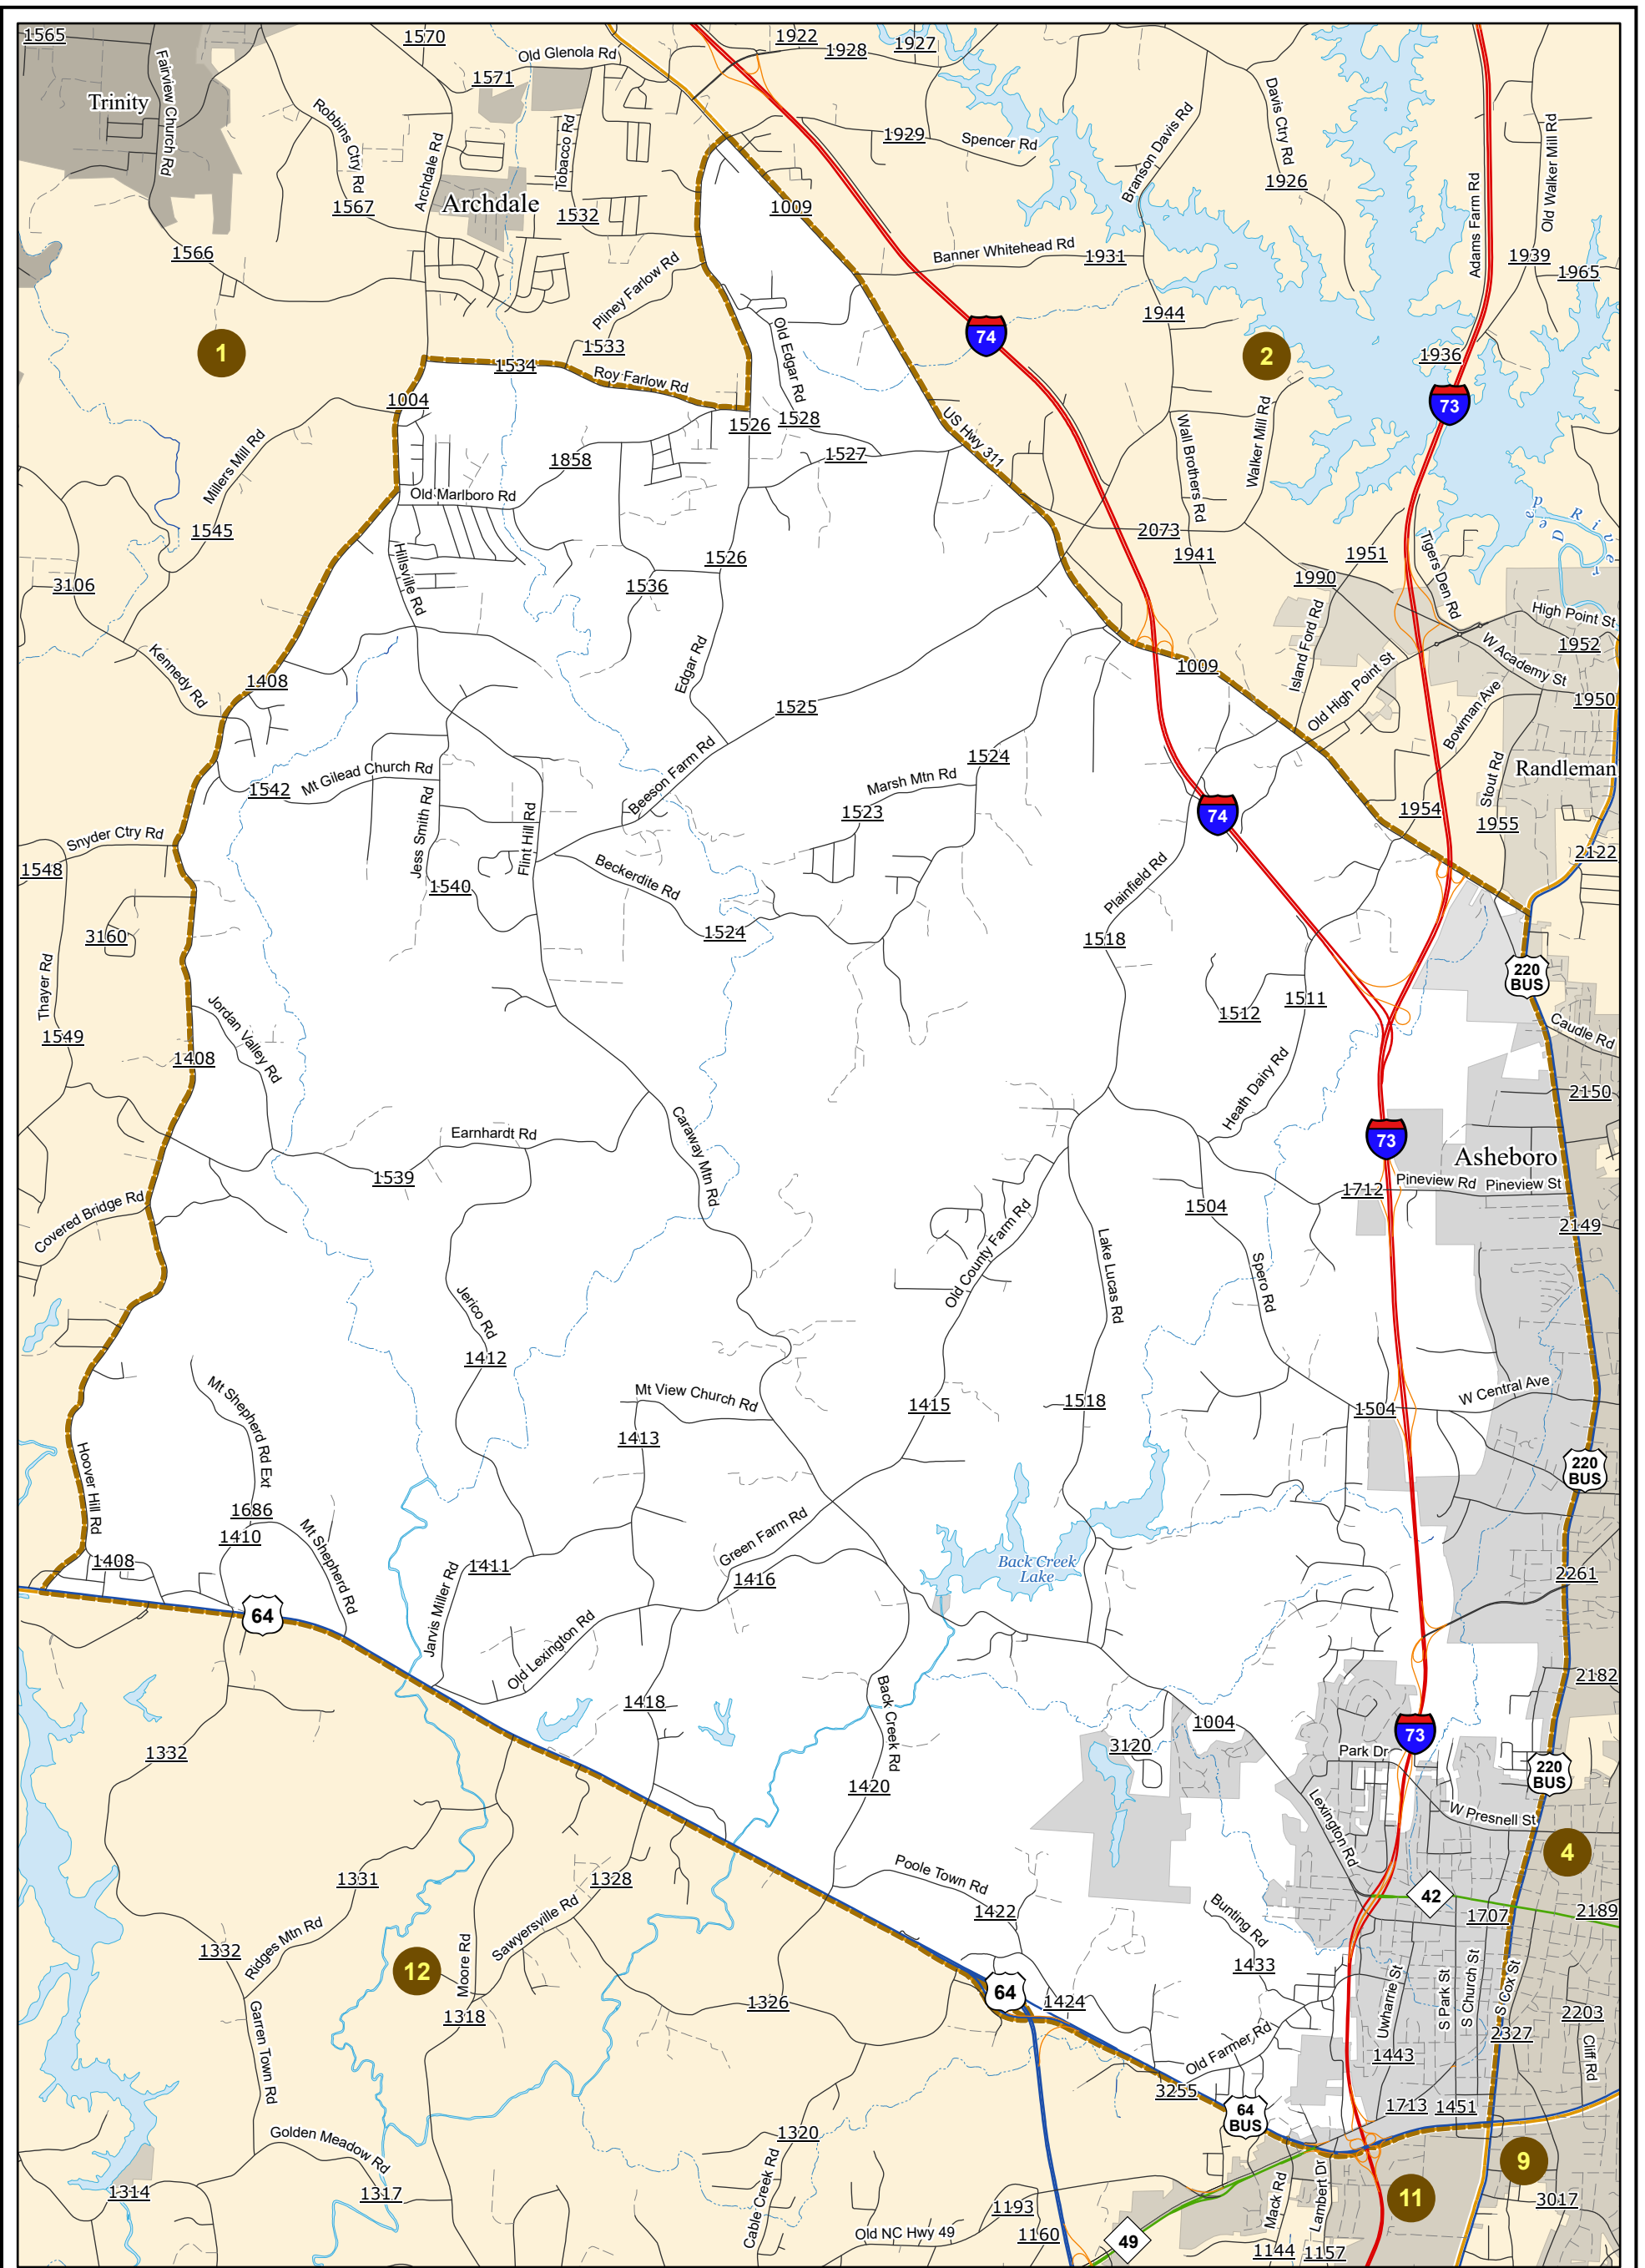 1565
1570
1922
1928
1927
Old Glenola Rd
1571
Trinity
Fairview Church Rd
Robbins Ctry Rd
Archdale Rd
Tobacco Rd
1929
Spencer Rd
Branson Davis Rd
Davis Ctry Rd
1926
Adams Farm Rd
Old Walker Mill Rd
1567
Archdale
1532
1009
1566
Banner Whitehead Rd
1931
1939
1965
Pliney Farlow Rd
1944
1
1533
Old Edgar Rd
74
2
1936
1534
Roy Farlow Rd
73
1004
1526
1528
US Hwy 311
Wall Brothers Rd
Walker Mill Rd
Millers Mill Rd
1858
1527
Old Marlboro Rd
Deep
River
1545
2073
1941
1951
Tigers Den Rd
3106
Hillsville Rd
1526
1536
1990
Island Ford Rd
High Point St
1952
W Academy St
Kennedy Rd
1408
Edgar Rd
1009
Old High Point St
Bowman Ave
1950
1525
Stout Rd
Randleman
1542
Mt Gilead Church Rd
Beeson Farm Rd
Marsh Mtn Rd
1524
1523
74
1954
1955
Snyder Ctry Rd
Jess Smith Rd
Flint Hill Rd
2122
1548
1540
Beckerdite Rd
Plainfield Rd
3160
1524
1518
220
BUS
Thayer Rd
Jordan Valley Rd
1512
1511
1549
1408
Caudle Rd
Heath Dairy Rd
2150
Caraway Mtn Rd
Earnhardt Rd
73
Asheboro
1539
1712
Pineview Rd
Pineview St
Covered Bridge Rd
Old County Farm Rd
1504
2149
Lake Lucas Rd
Spero Rd
Jerico Rd
1412
Mt Shepherd Rd Ext
Mt View Church Rd
1415
1518
1504
W Central Ave
1413
Hoover Hill Rd
220
BUS
1686
1410
Mt Shepherd Rd
Green Farm Rd
1408
Jarvis Miller Rd
1411
1416
Back Creek
Lake
2261
64
Old Lexington Rd
Back Creek Rd
2182
1418
1004
73
1332
3120
Park Dr
220
BUS
1420
Lexington Rd
W Presnell St
4
Poole Town Rd
1331
1328
42
Sawyersville Rd
1422
Bunting Rd
1707
2189
Ridges Mtn Rd
1332
Moore Rd
12
1433
64
1326
1424
Uwharrie St
S Park St
S Church St
S Cox St
1318
2203
Garren Town Rd
Old Farmer Rd
1443
2327
Cliff Rd
3255
1713
1451
64
BUS
1320
Golden Meadow Rd
9
1314
1317
Cable Creek Rd
1193
Mack Rd
Lambert Dr
11
3017
Old NC Hwy 49
1160
49
1144
1157